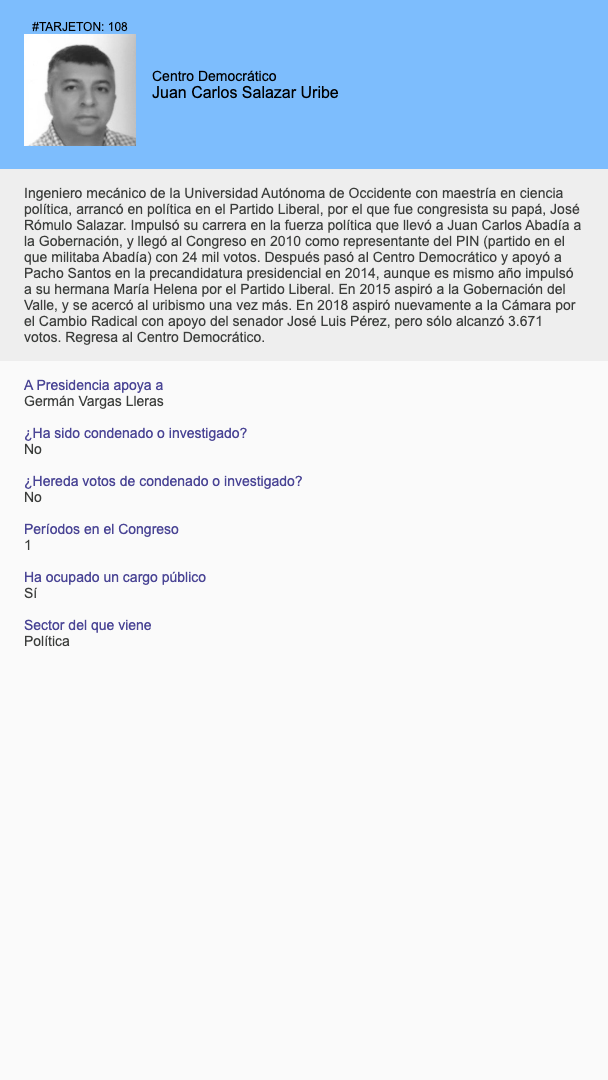 #TARJETON: 108
Centro Democrático
Juan Carlos Salazar Uribe
Ingeniero mecánico de la Universidad Autónoma de Occidente con maestría en ciencia
política, arrancó en política en el Partido Liberal, por el que fue congresista su papá, José
Rómulo Salazar. Impulsó su carrera en la fuerza política que llevó a Juan Carlos Abadía a
la Gobernación, y llegó al Congreso en 2010 como representante del PIN (partido en el
que militaba Abadía) con 24 mil votos. Después pasó al Centro Democrático y apoyó a
Pacho Santos en la precandidatura presidencial en 2014, aunque es mismo año impulsó
a su hermana María Helena por el Partido Liberal. En 2015 aspiró a la Gobernación del
Valle, y se acercó al uribismo una vez más. En 2018 aspiró nuevamente a la Cámara por
el Cambio Radical con apoyo del senador José Luis Pérez, pero sólo alcanzó 3.671
votos. Regresa al Centro Democrático.
A Presidencia apoya a
Germán Vargas Lleras
¿Ha sido condenado o investigado?
No
¿Hereda votos de condenado o investigado?
No
Períodos en el Congreso
1
Ha ocupado un cargo público
Sí
Sector del que viene
Política